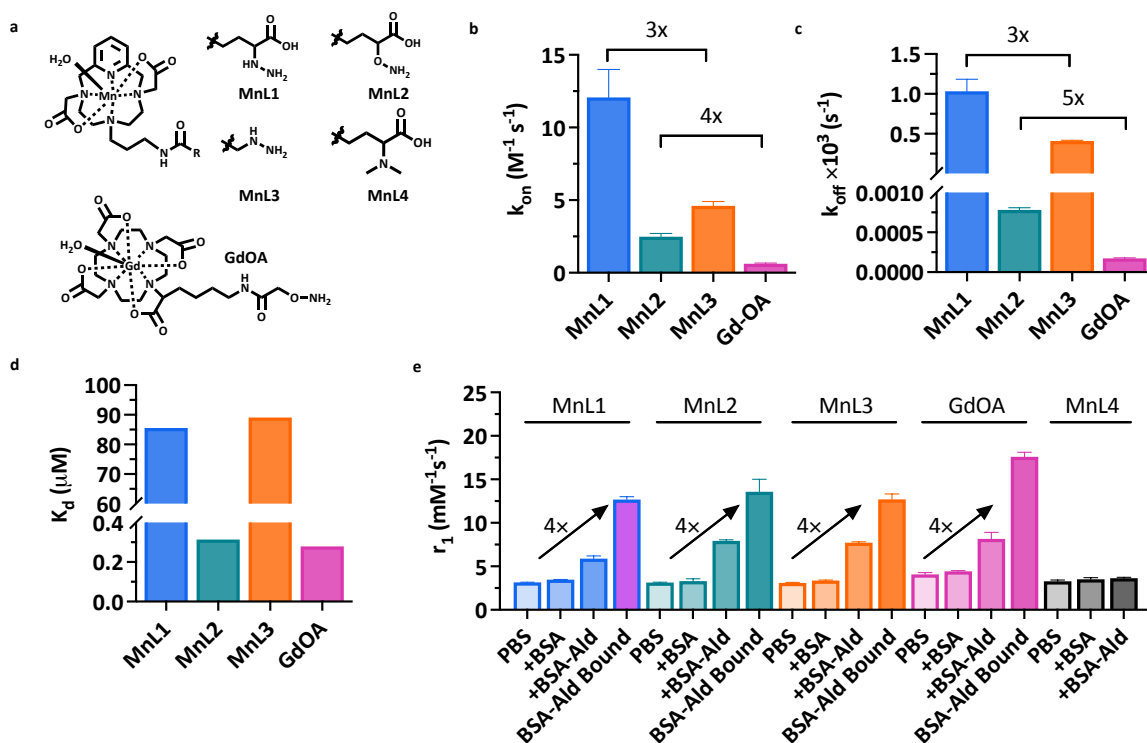 a
H₂O
N
O
O
N
Mn
N
O
O
N
N
H
O
R
O
OH
HN
NH₂
MnL1
O
OH
O
NH₂
MnL2
H
N
NH₂
MnL3
O
OH
N
MnL4
O
O
H₂O
N
N
O
O
Gd
O
O
N
N
O
O
GdOA
H
N
O
O
NH₂
b
kon (M⁻¹ s⁻¹)
15
10
5
0
3x
4x
MnL1
MnL2
MnL3
Gd-OA
c
koff ×10³ (s⁻¹)
1.5
1.0
0.5
0.0010
0.0005
0.0000
3x
5x
MnL1
MnL2
MnL3
GdOA
d
Kd (μM)
100
90
80
70
60
0.4
0.2
0.0
MnL1
MnL2
MnL3
GdOA
e
r₁ (mM⁻¹s⁻¹)
25
20
15
10
5
0
MnL1
MnL2
MnL3
GdOA
MnL4
4×
4×
4×
4×
PBS
+BSA
+BSA-Ald
BSA-Ald Bound
PBS
+BSA
+BSA-Ald
BSA-Ald Bound
PBS
+BSA
+BSA-Ald
BSA-Ald Bound
PBS
+BSA
+BSA-Ald
BSA-Ald Bound
PBS
+BSA
+BSA-Ald